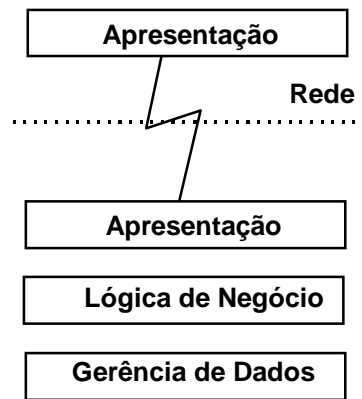 Apresentação
Rede
Apresentação
Lógica de Negócio
Gerência de Dados